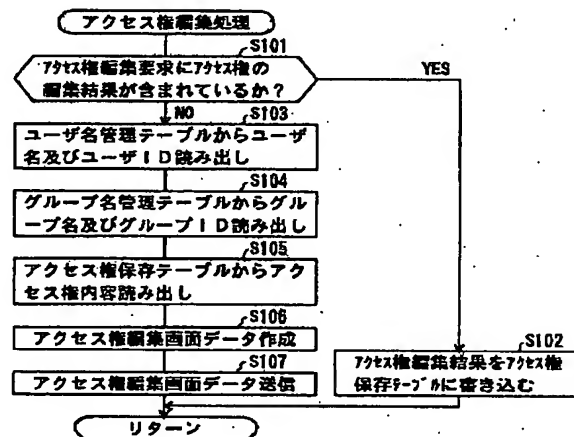 アクセス権編集処理
S101
アクセス権編集要求にアクセス権の
編集結果が含まれているか?
YES
NO
S103
ユーザ名管理テーブルからユーザ
名及びユーザID読み出し
S104
グループ名管理テーブルからグル
ープ名及びグループID読み出し
S105
アクセス権保存テーブルからアク
セス権内容読み出し
S106
アクセス権編集画面データ作成
S107
アクセス権編集画面データ送信
S102
アクセス権編集結果をアクセス権
保存テーブルに書き込む
リターン